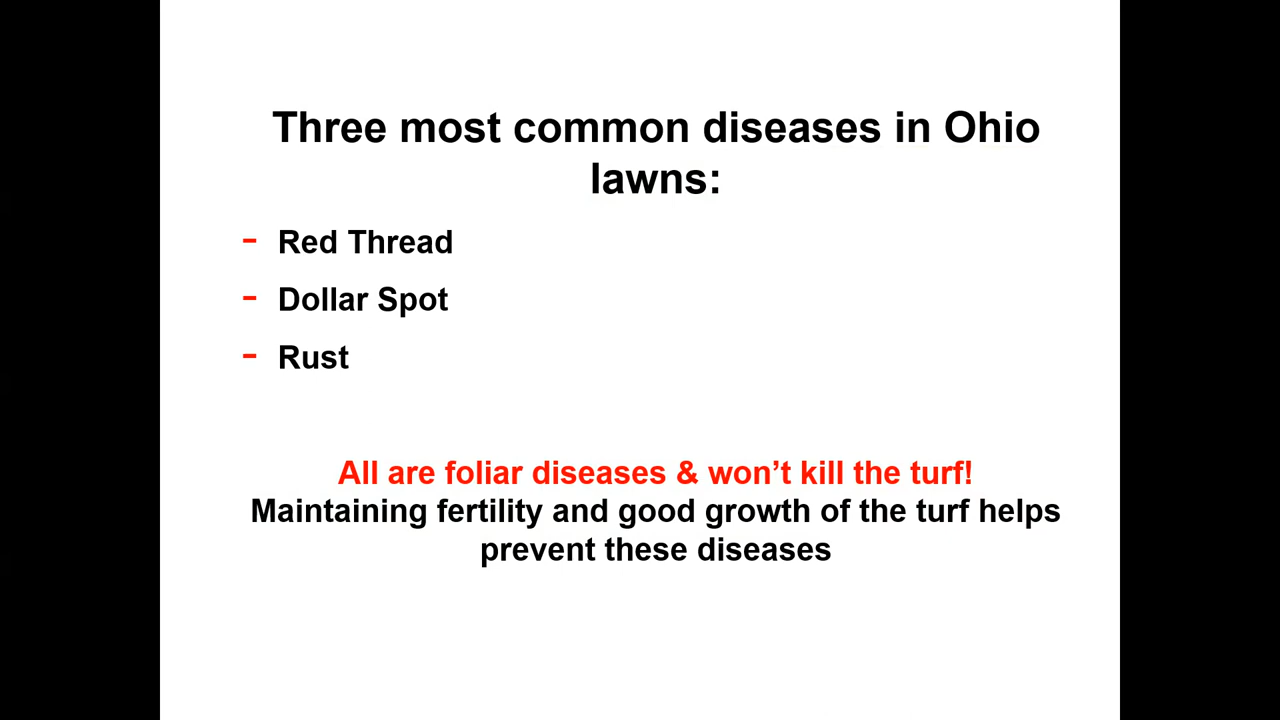 Three most common diseases in Ohio
lawns:
- Red Thread
- Dollar Spot
- Rust
All are foliar diseases & won’t kill the turf!
Maintaining fertility and good growth of the turf helps
prevent these diseases